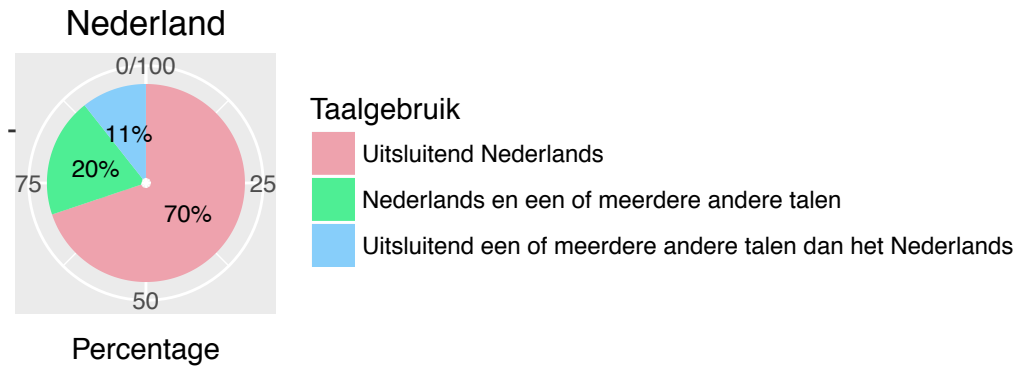 Nederland
0/100
11%
20%
75
25
70%
50
Percentage
Taalgebruik
Uitsluitend Nederlands
Nederlands en een of meerdere andere talen
Uitsluitend een of meerdere andere talen dan het Nederlands